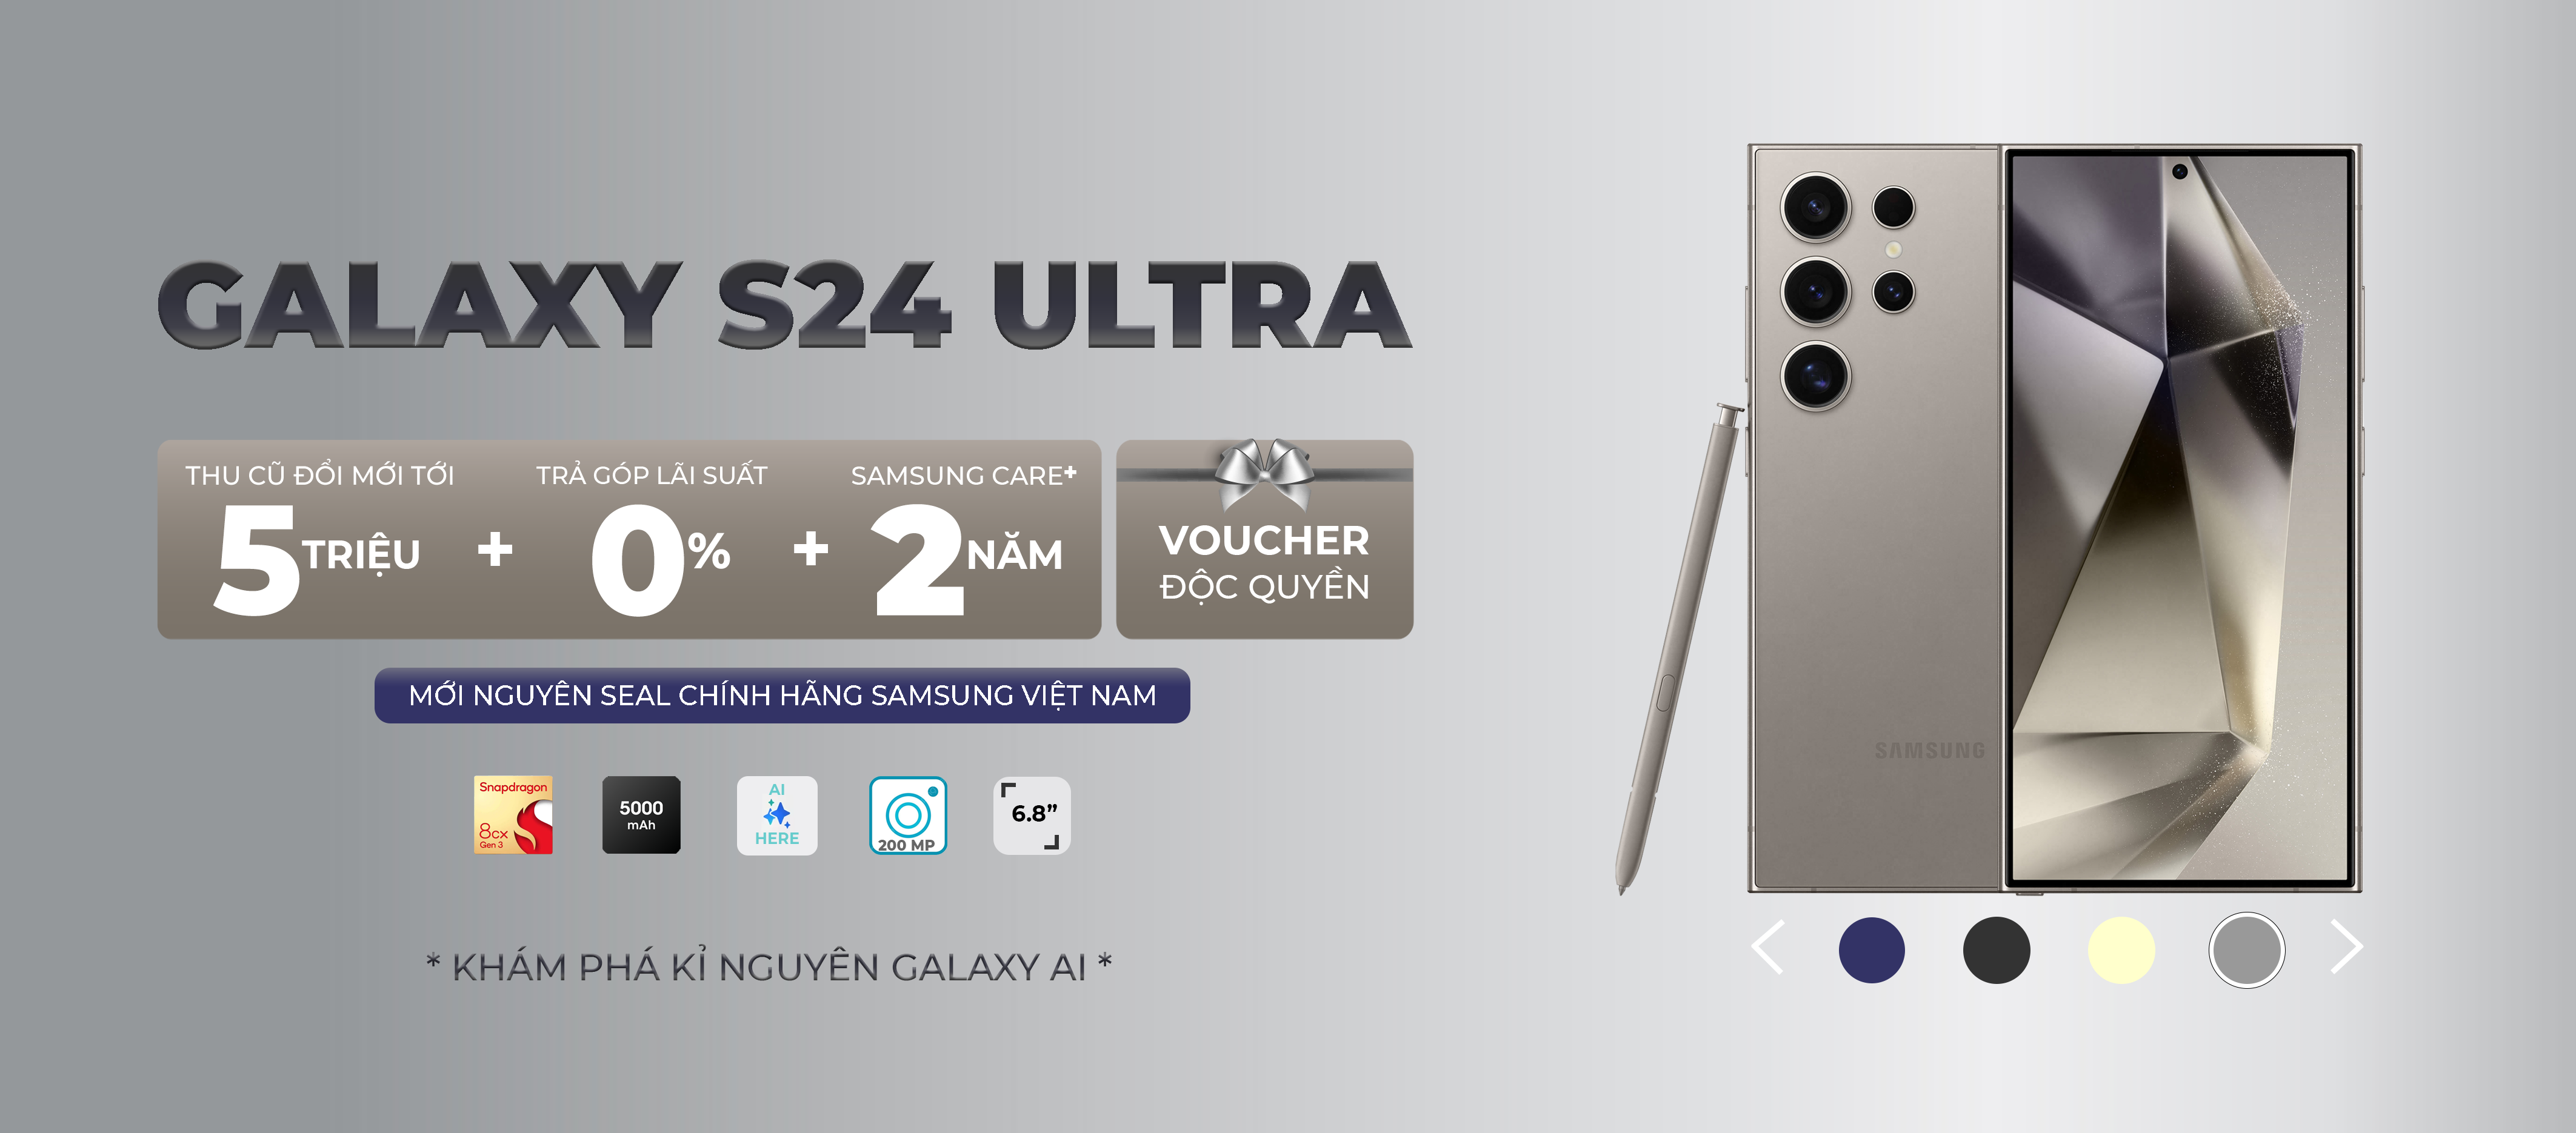 GALAXY S24 ULTRA
THU CŨ ĐỔI MỚI TỚI
5 TRIỆU
+
TRẢ GÓP LÃI SUẤT
0%
+
SAMSUNG CARE+
2 NĂM
VOUCHER
ĐỘC QUYỀN
MỚI NGUYÊN SEAL CHÍNH HÃNG SAMSUNG VIỆT NAM
Snapdragon
8cx
Gen 3
5000
mAh
AI
HERE
200 MP
6.8”
* KHÁM PHÁ KỈ NGUYÊN GALAXY AI *
SAMSUNG